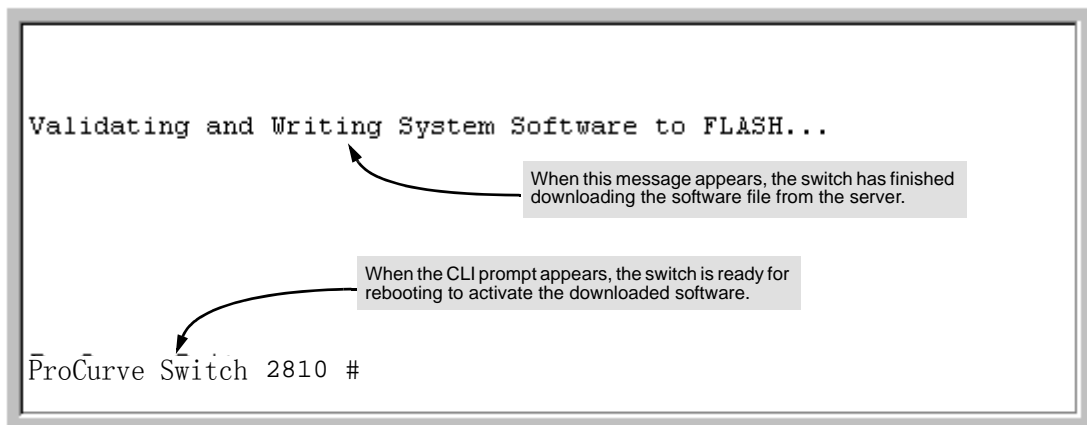 Validating and Writing System Software to FLASH...
When this message appears, the switch has finished
downloading the software file from the server.
When the CLI prompt appears, the switch is ready for
rebooting to activate the downloaded software.
ProCurve Switch 2810 #